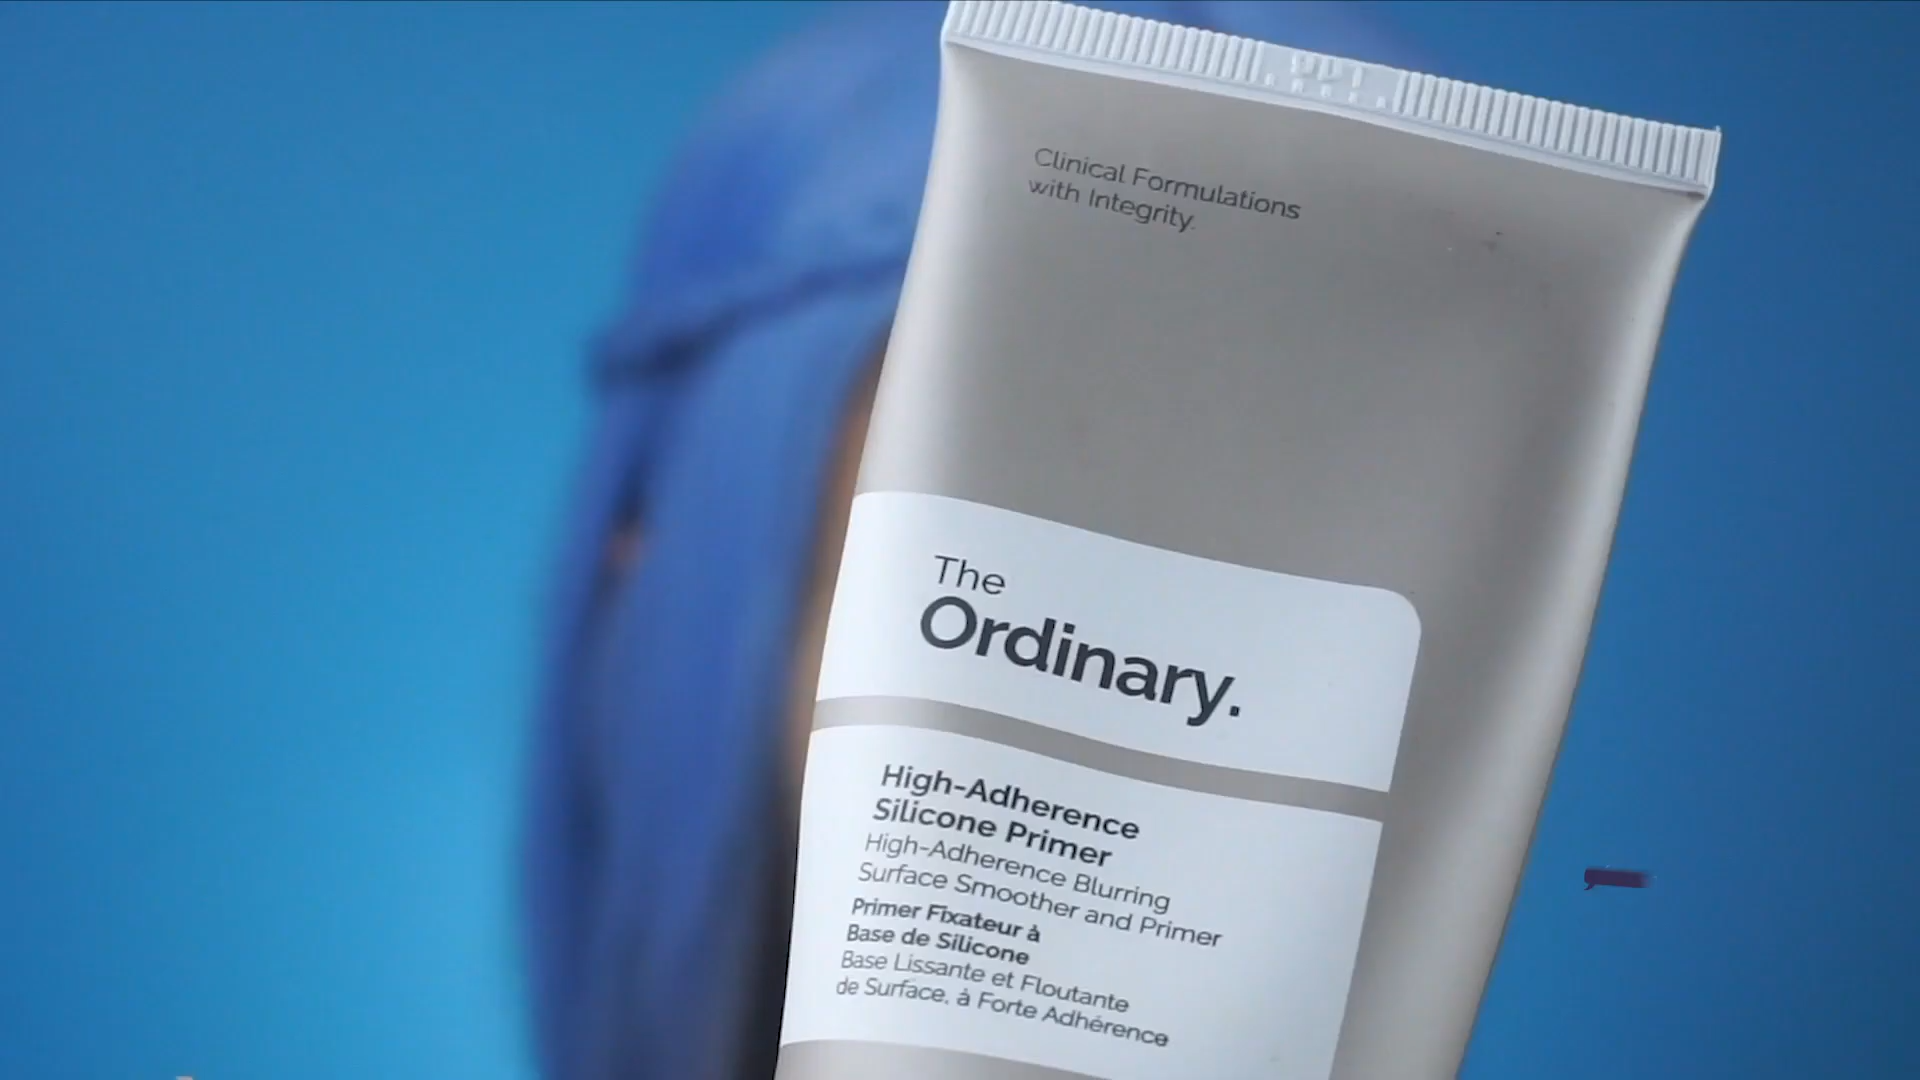 Clinical Formulations
with Integrity.
The
Ordinary.
High-Adherence
Silicone Primer
High-Adherence Blurring
Surface Smoother and Primer
Primer Fixateur à
Base de Silicone
Base Lissante et Floutante
de Surface, à Forte Adhérence